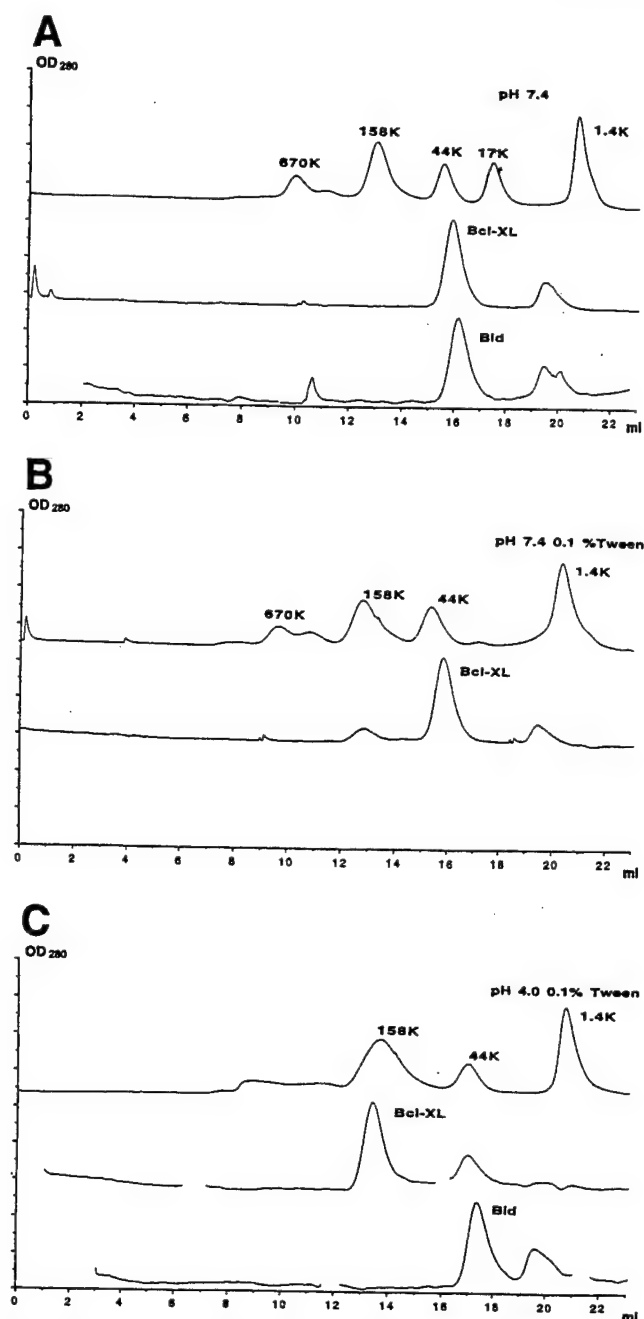 A
OD 280
pH 7.4
670K
158K
44K
17K
1.4K
Bcl-XL
Bid
0 2 4 6 8 10 12 14 16 18 20 22 ml
B
OD 280
pH 7.4 0.1 %Tween
670K
158K
44K
1.4K
Bcl-XL
0 2 4 6 8 10 12 14 16 18 20 22 ml
C
OD 280
pH 4.0 0.1% Tween
158K
44K
1.4K
Bcl-XL
Bid
0 2 4 6 8 10 12 14 16 18 20 22 ml